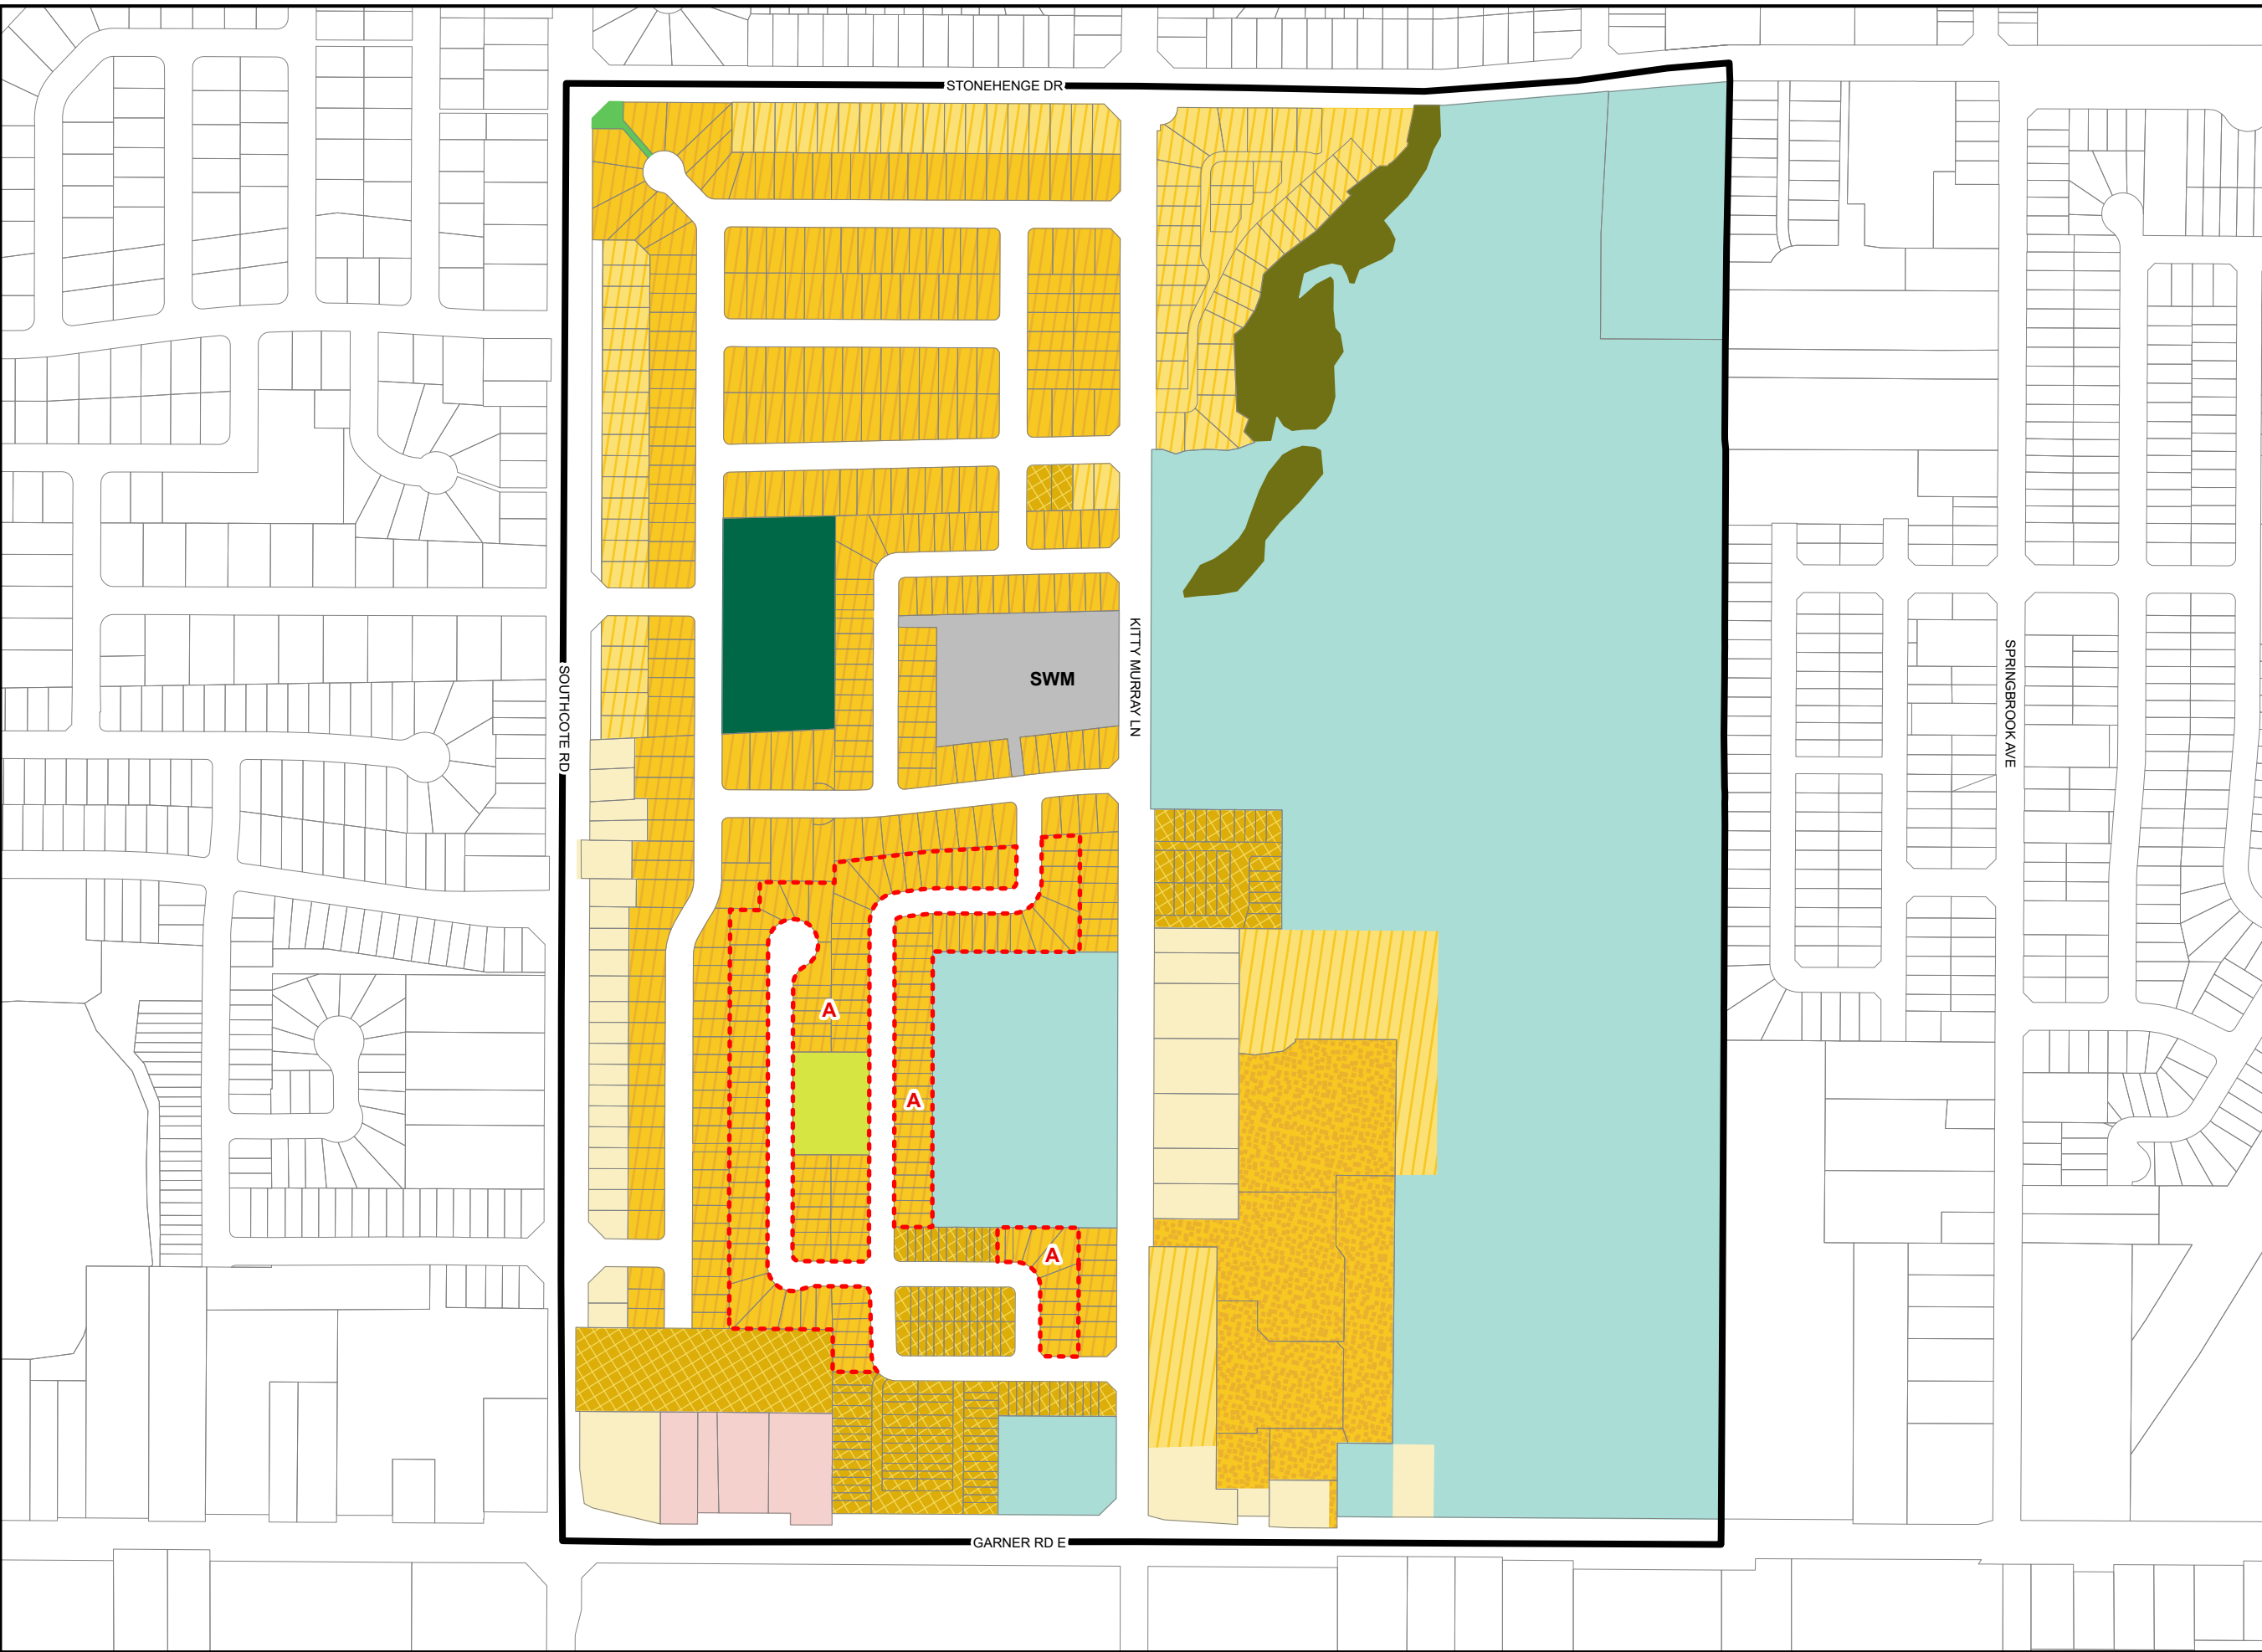 STONEHENGE DR
KITTY MURRAY LN
SWM
SOUTHCOTE RD
SPRINGBROOK AVE
A
A
A
GARNER RD E